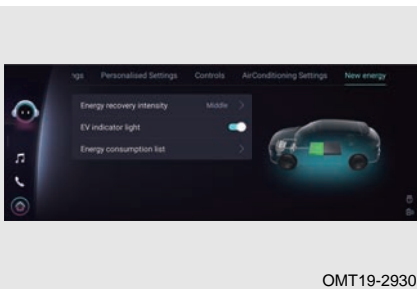 ngs Personalised Settings Controls AirConditioning Settings New energy
Energy recovery intensity Middle
EV indicator light
Energy consumption list
OMT19-2930